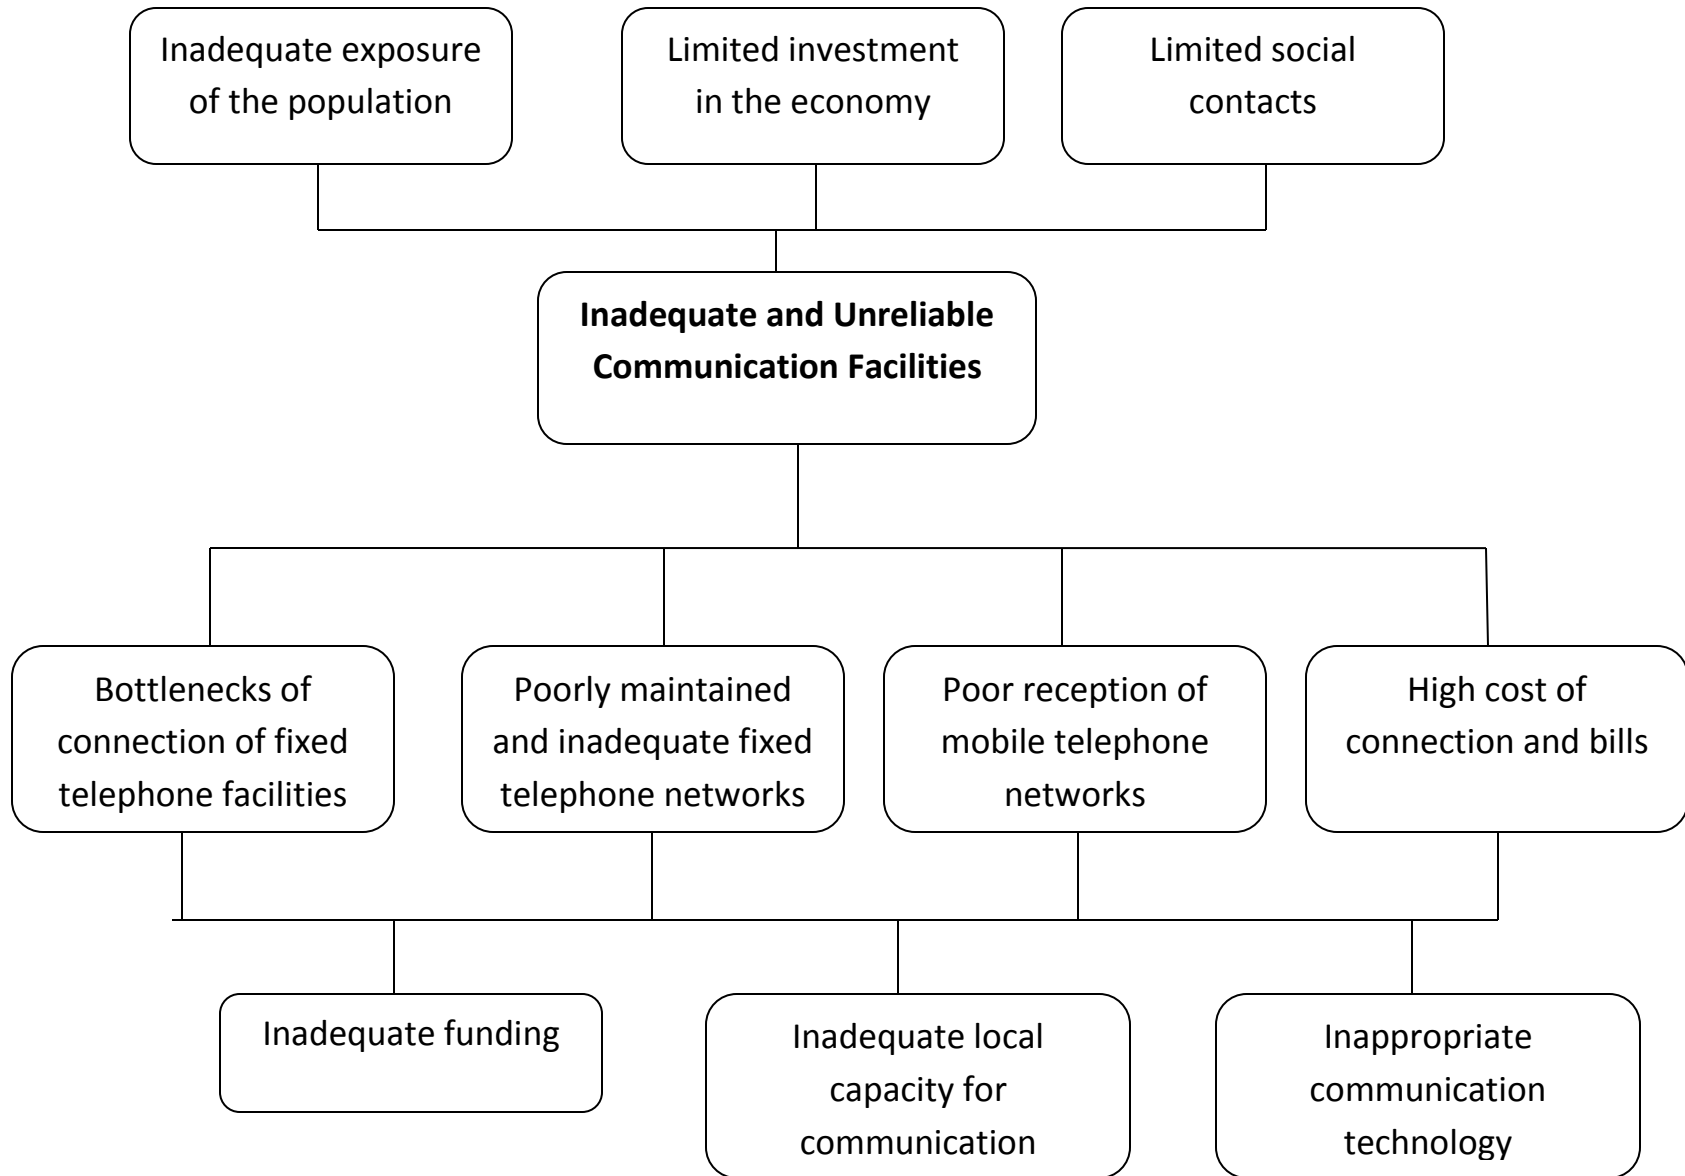 Inadequate exposure
of the population
Limited investment
in the economy
Limited social
contacts
Inadequate and Unreliable
Communication Facilities
Bottlenecks of
connection of fixed
telephone facilities
Poorly maintained
and inadequate fixed
telephone networks
Poor reception of
mobile telephone
networks
High cost of
connection and bills
Inadequate funding
Inadequate local
capacity for
communication
Inappropriate
communication
technology